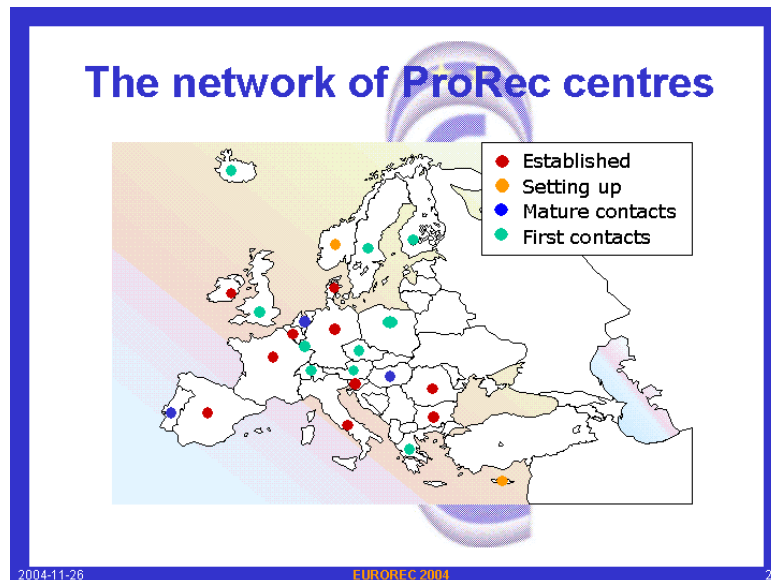 The network of ProRec centres
Established
Setting up
Mature contacts
First contacts
2004-11-26
EUROREC 2004
2